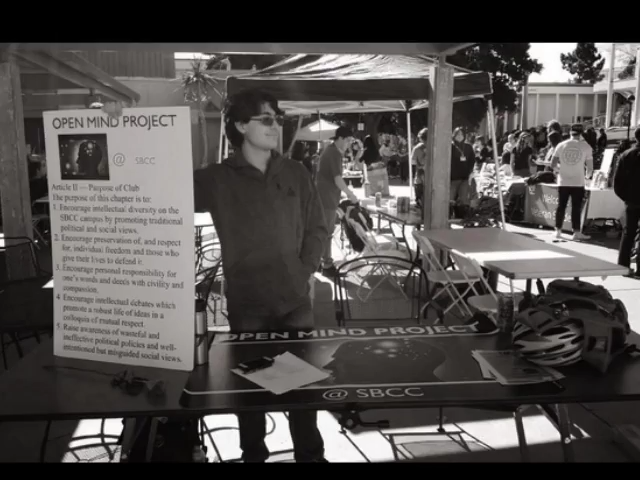 OPEN MIND PROJECT
@ SBCC
Article II — Purpose of Club
The purpose of this chapter is to:
1. Encourage intellectual diversity on the
SBCC campus by promoting traditional
political and social views.
2. Encourage preservation of, and respect
for, individual freedom and those who
give their lives to defend it.
3. Encourage personal responsibility for
one's words and deeds with civility and
compassion.
4. Encourage intellectual debates which
promote a robust life of ideas in a
colloquia of mutual respect.
5. Raise awareness of wasteful and
ineffective political policies and well-
intentioned but misguided social views.
OPEN MIND PROJECT
@ SBCC